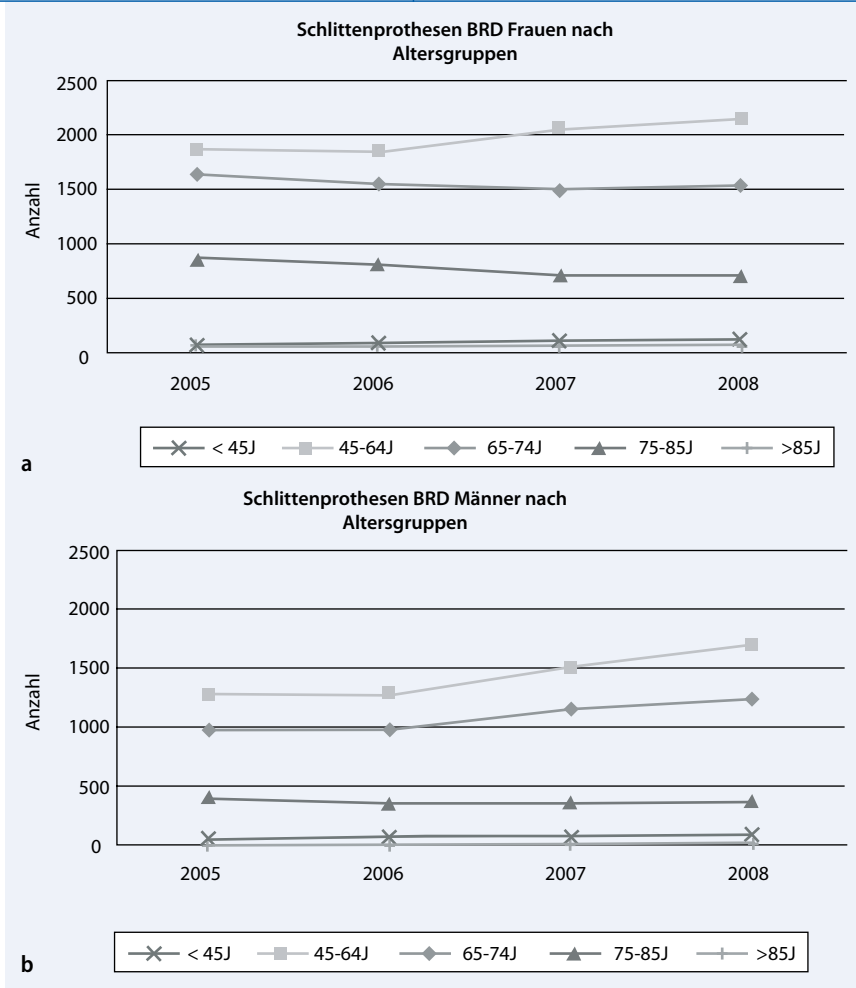 Schlittenprothesen BRD Frauen nach
Altersgruppen
2500
2000
1500
1000
500
0
Anzahl
2005 2006 2007 2008
< 45J 45-64J 65-74J 75-85J >85J
a
Schlittenprothesen BRD Männer nach
Altersgruppen
2500
2000
1500
1000
500
0
Anzahl
2005 2006 2007 2008
< 45J 45-64J 65-74J 75-85J >85J
b